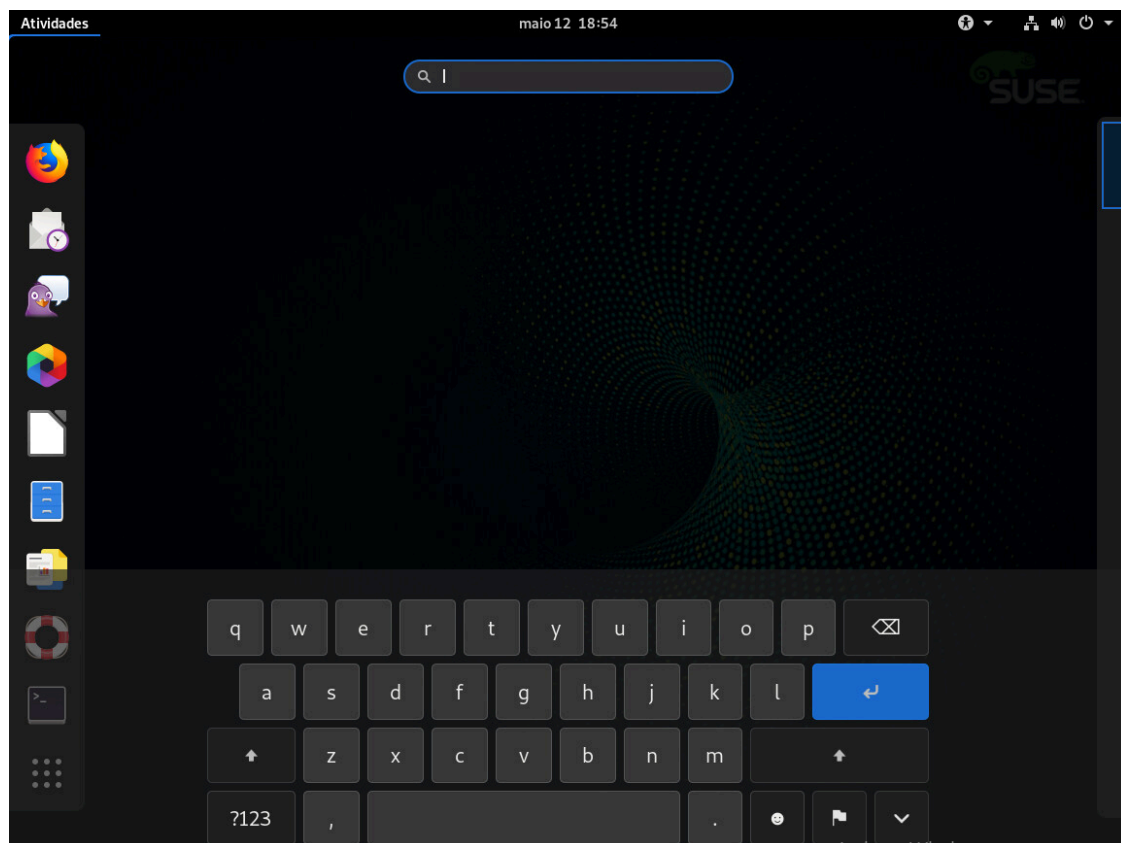 Atividades maio 12 18:54
SUSE
q w e r t y u i o p
a s d f g h j k l
z x c v b n m
?123 , .